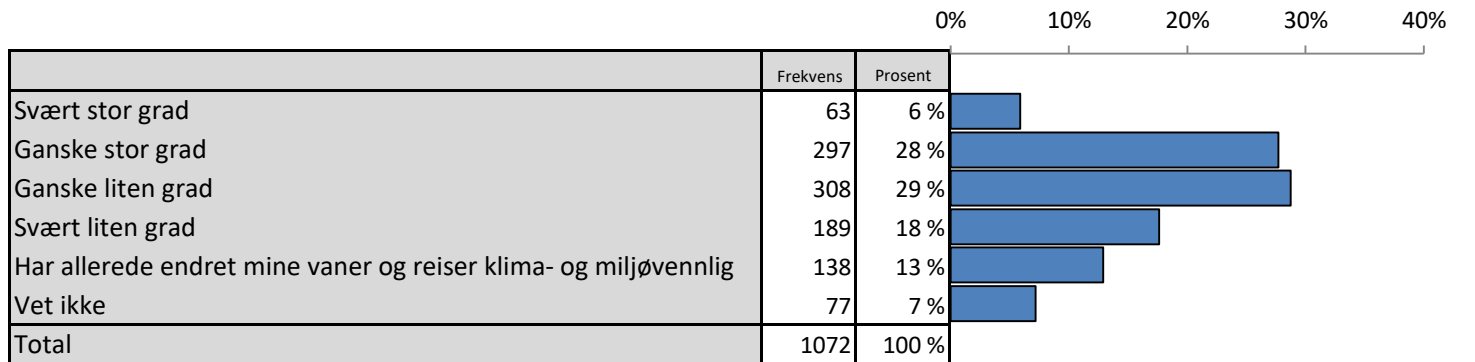 0% 10% 20% 30% 40%
Frekvens Prosent
Svært stor grad 63 6 %
Ganske stor grad 297 28 %
Ganske liten grad 308 29 %
Svært liten grad 189 18 %
Har allerede endret mine vaner og reiser klima- og miljøvennlig 138 13 %
Vet ikke 77 7 %
Total 1072 100 %